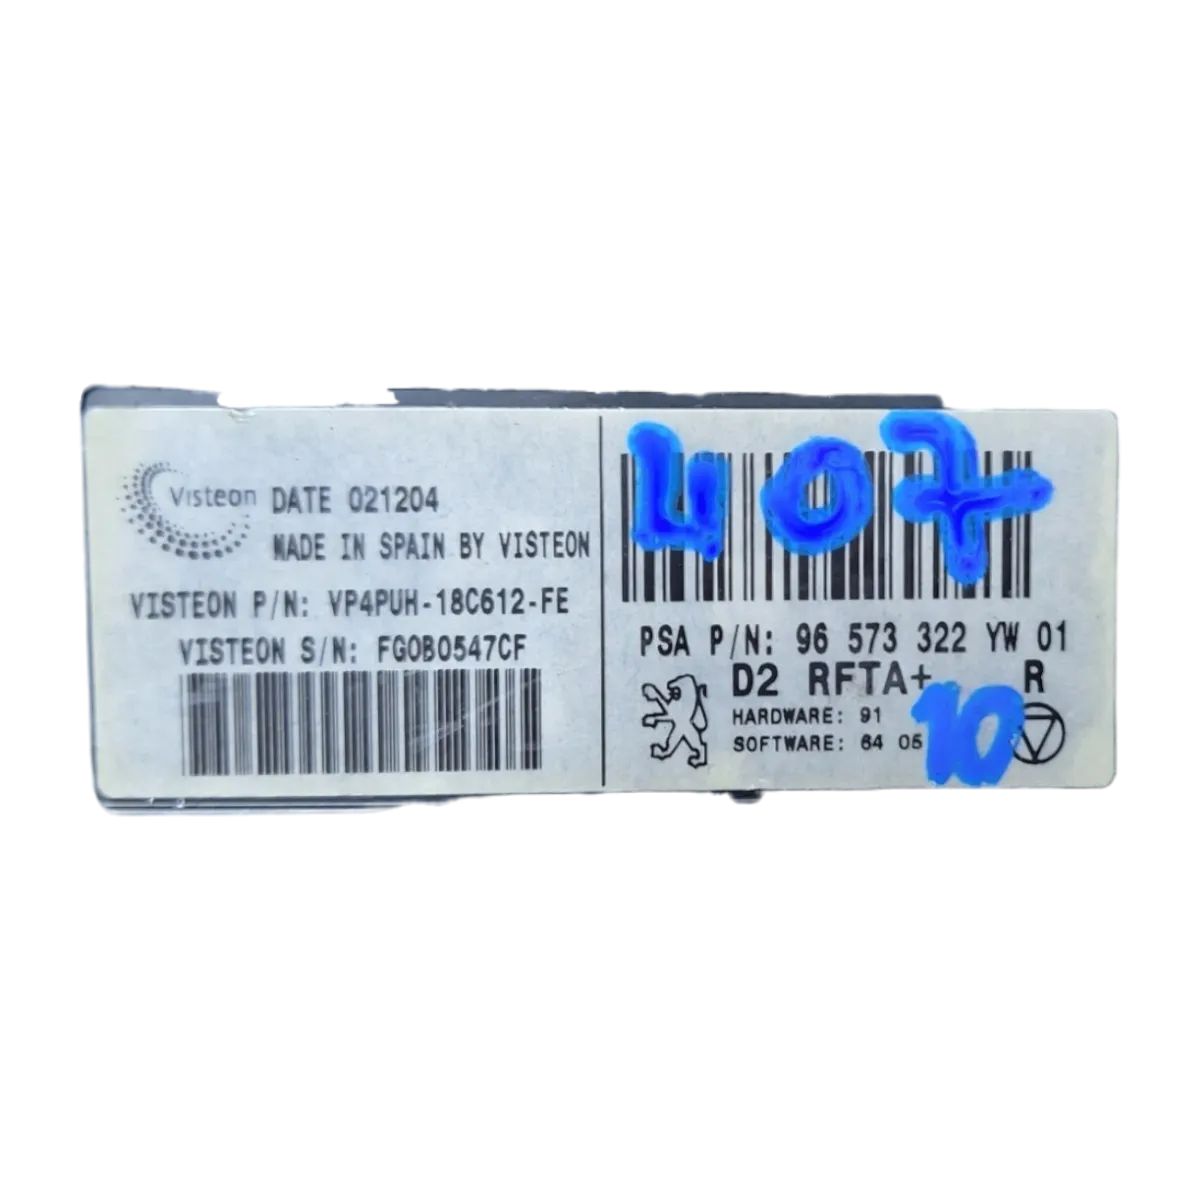 Visteon DATE 021204
MADE IN SPAIN BY VISTEON
VISTEON P/N: VP4PUH-18C612-FE
VISTEON S/N: FG0B0547CF
407
PSA P/N: 96 573 322 YW 01
D2 RFTA+ R
HARDWARE: 91
SOFTWARE: 64 05
10